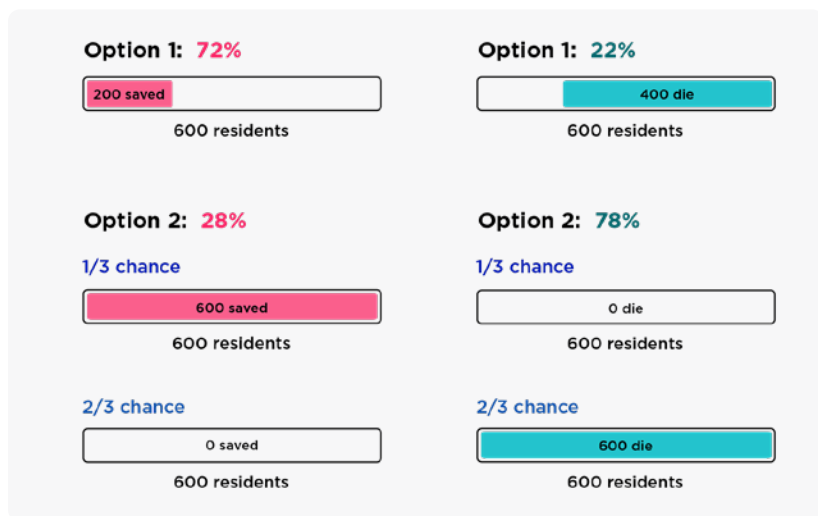 Option 1: 72%
200 saved
600 residents
Option 2: 28%
1/3 chance
600 saved
600 residents
2/3 chance
0 saved
600 residents
Option 1: 22%
400 die
600 residents
Option 2: 78%
1/3 chance
0 die
600 residents
2/3 chance
600 die
600 residents